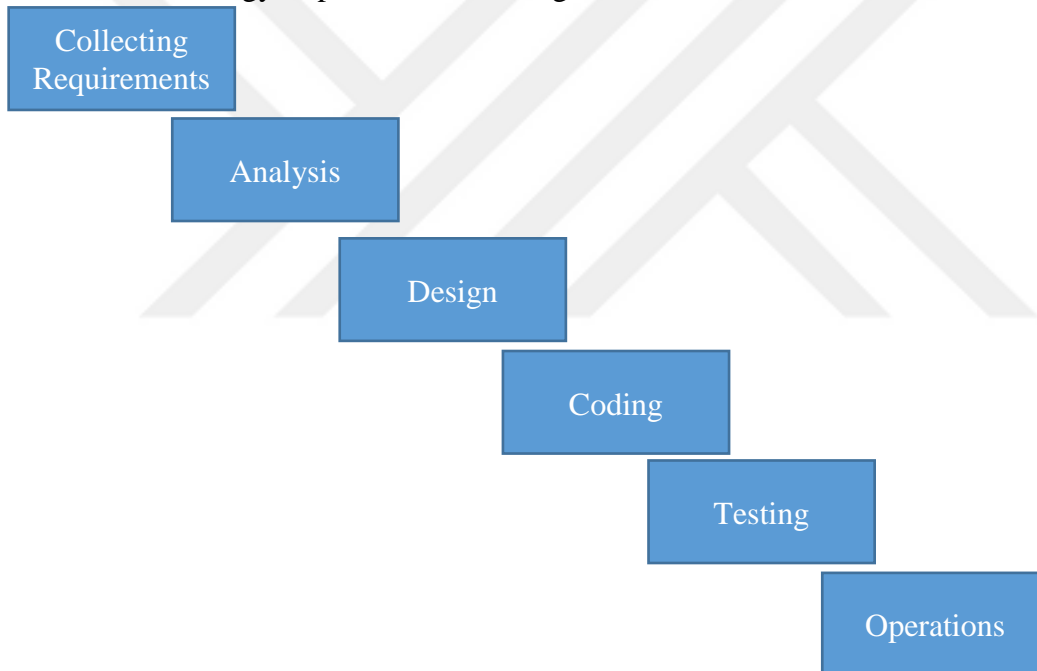 Collecting
Requirements
Analysis
Design
Coding
Testing
Operations